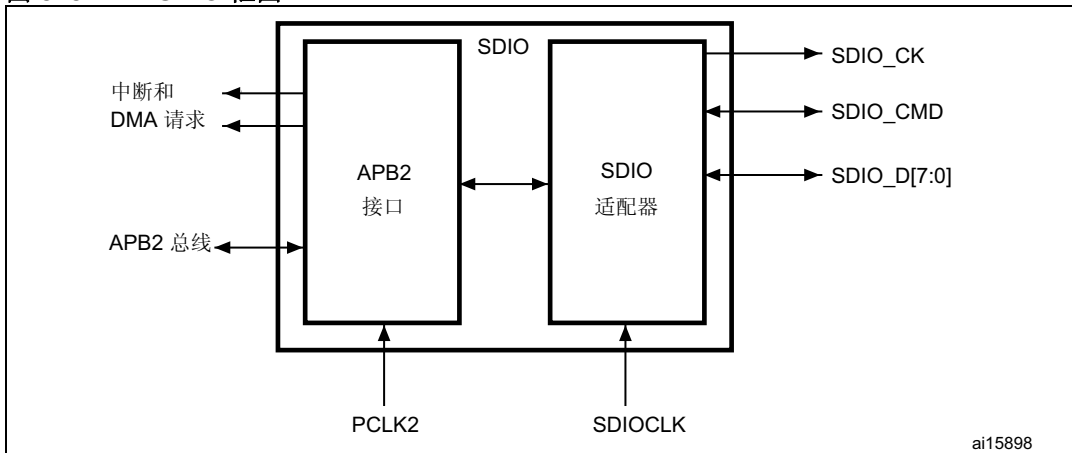 SDIO
中断和
DMA 请求
APB2 总线
APB2
接口
SDIO
适配器
SDIO_CK
SDIO_CMD
SDIO_D[7:0]
PCLK2
SDIOCLK
ai15898